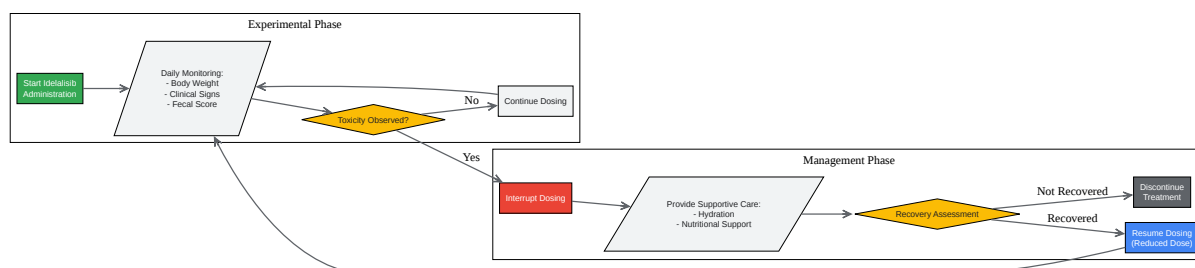 Experimental Phase
Start Idelalisib
Administration
Daily Monitoring:
- Body Weight
- Clinical Signs
- Fecal Score
Toxicity Observed?
No
Continue Dosing
Yes
Management Phase
Interrupt Dosing
Provide Supportive Care:
- Hydration
- Nutritional Support
Recovery Assessment
Not Recovered
Discontinue
Treatment
Recovered
Resume Dosing
(Reduced Dose)